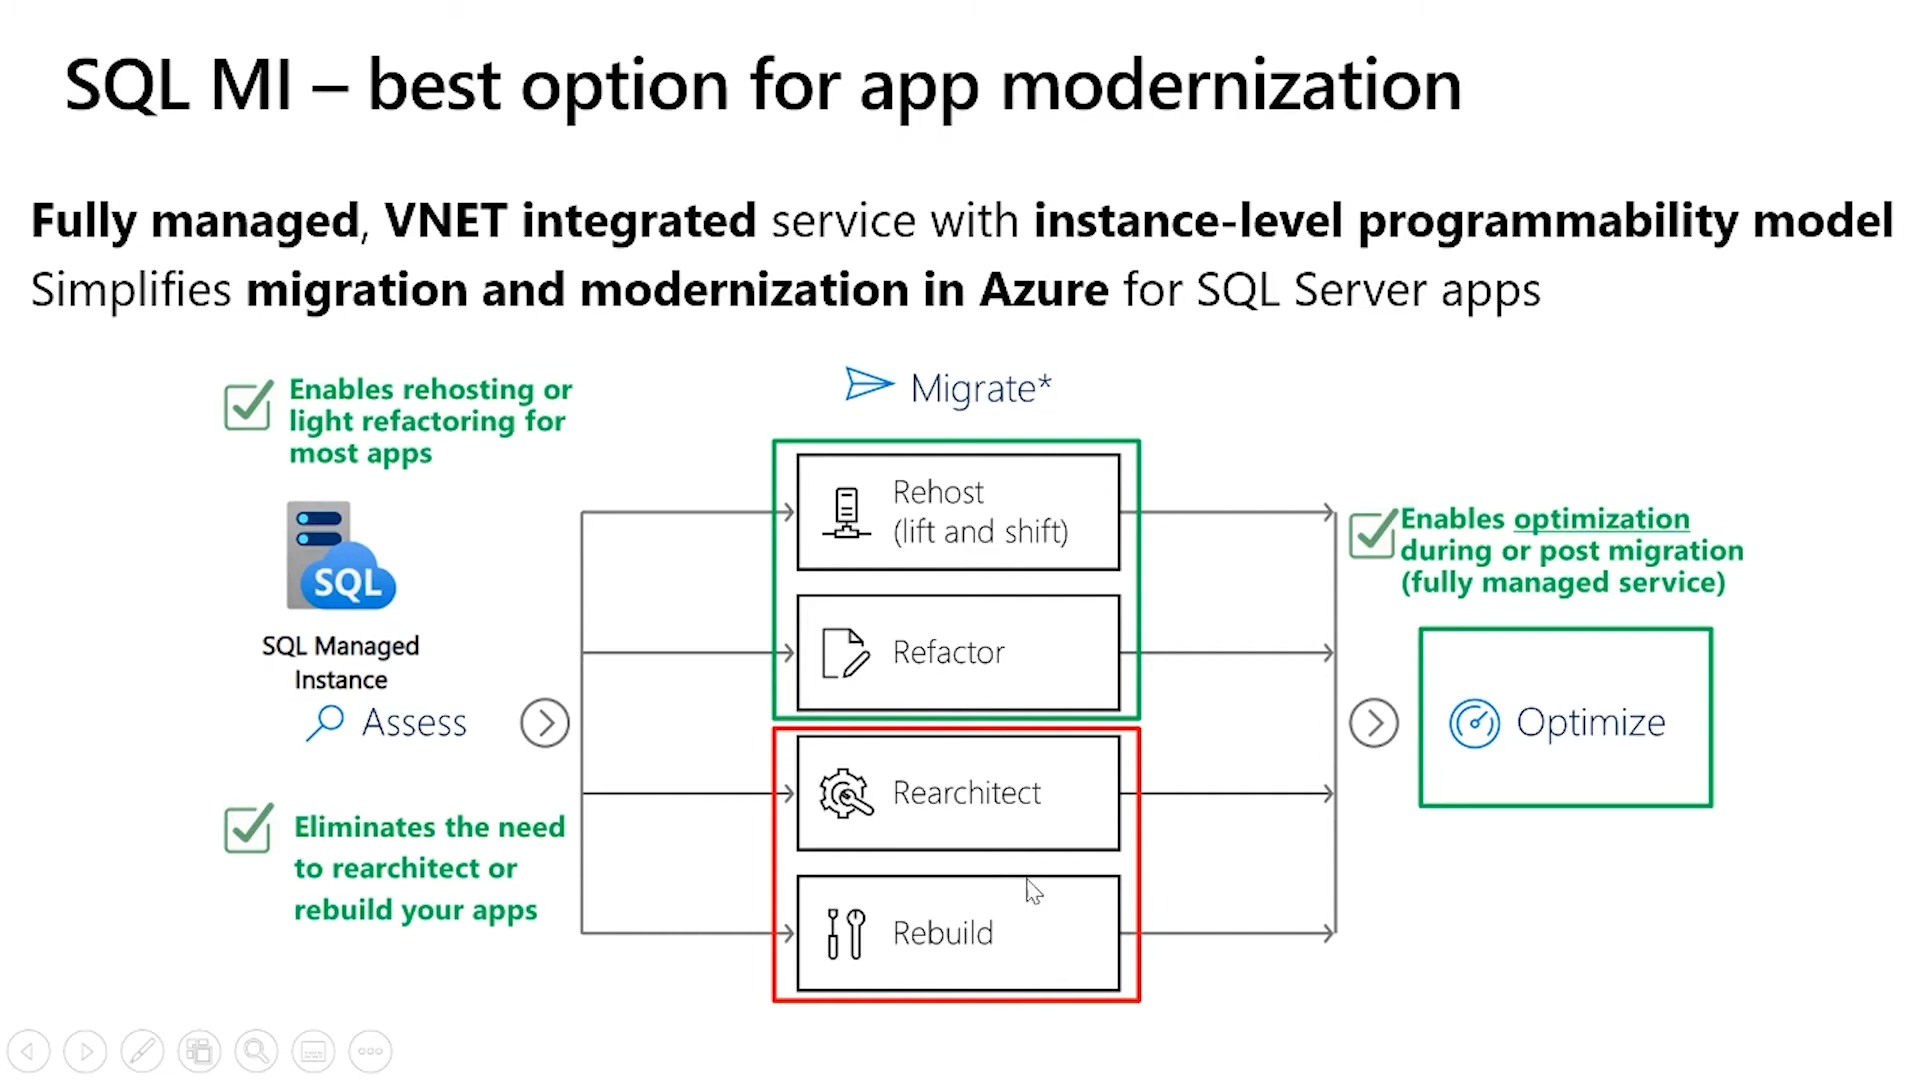 SQL MI – best option for app modernization
Fully managed, VNET integrated service with instance-level programmability model
Simplifies migration and modernization in Azure for SQL Server apps
Enables rehosting or
light refactoring for
most apps
SQL
SQL Managed
Instance
Assess
Eliminates the need
to rearchitect or
rebuild your apps
Migrate*
Rehost
(lift and shift)
Refactor
Rearchitect
Rebuild
Enables optimization
during or post migration
(fully managed service)
Optimize